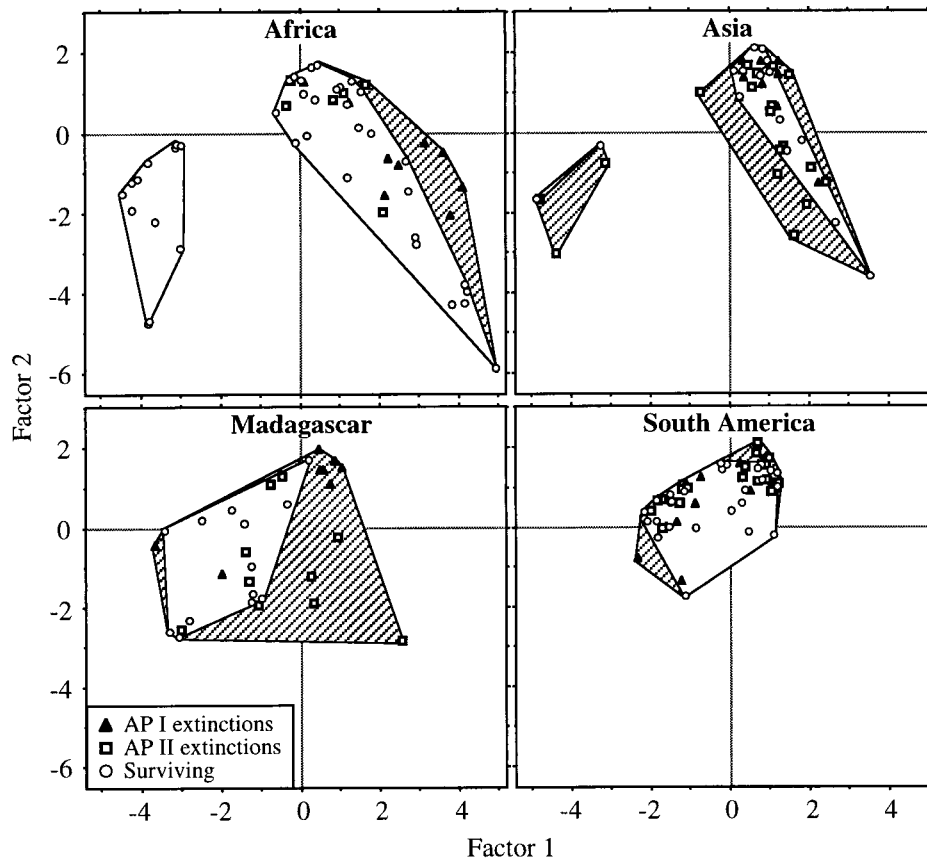 Africa
Asia
2
0
-2
-4
-6
Factor 2
Madagascar
South America
2
0
-2
-4
-6
AP I extinctions
AP II extinctions
Surviving
-4 -2 0 2 4
-4 -2 0 2 4
Factor 1